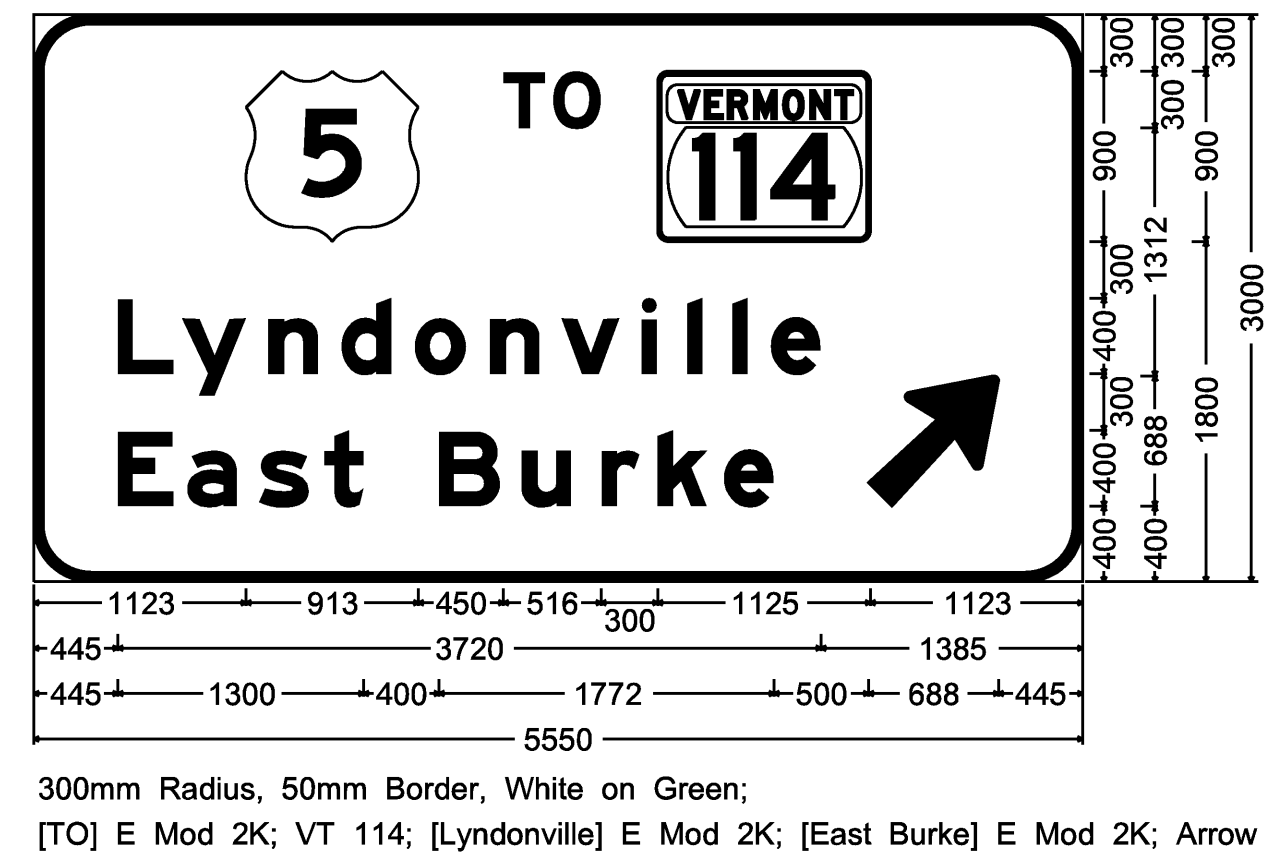 5 TO VERMONT 114
Lyndonville
East Burke
300 900 300 400 300 400 400
300 300 1312 688 400
300 900 1800
3000
1123 913 450 516 300 1125 1123
445 3720 1385
445 1300 400 1772 500 688 445
5550
300mm Radius, 50mm Border, White on Green;
[TO] E Mod 2K; VT 114; [Lyndonville] E Mod 2K; [East Burke] E Mod 2K; Arrow